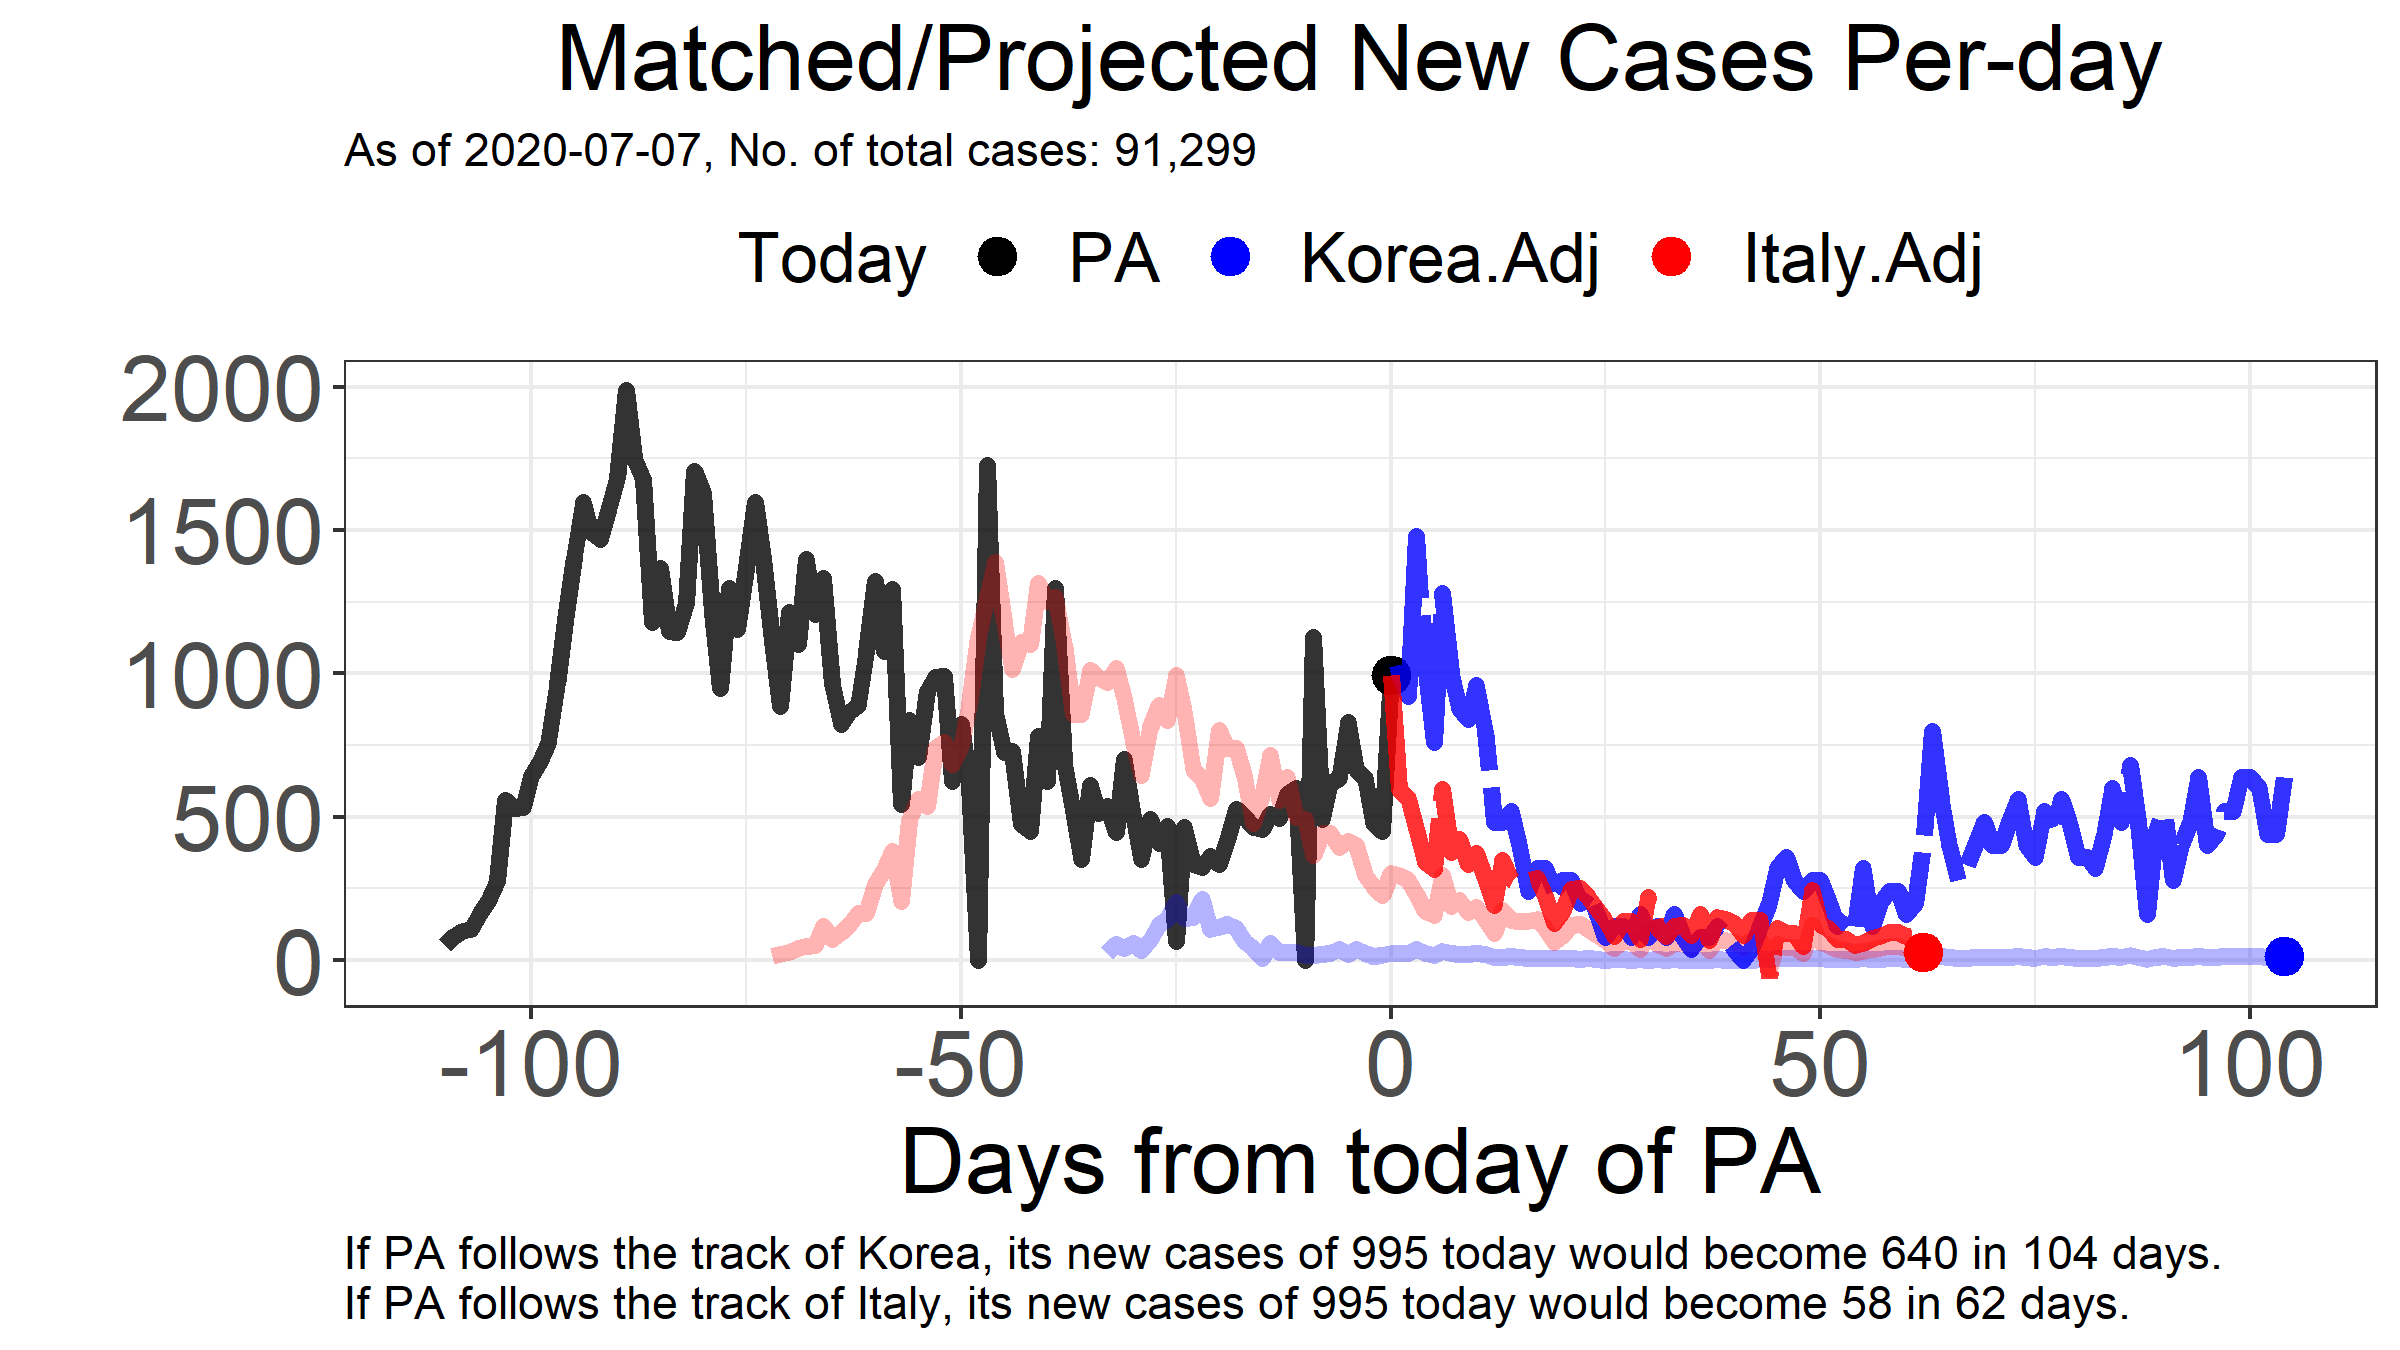 Matched/Projected New Cases Per-day
As of 2020-07-07, No. of total cases: 91,299
Today PA Korea.Adj Italy.Adj
2000
1500
1000
500
0
-100 -50 0 50 100
Days from today of PA
If PA follows the track of Korea, its new cases of 995 today would become 640 in 104 days.
If PA follows the track of Italy, its new cases of 995 today would become 58 in 62 days.